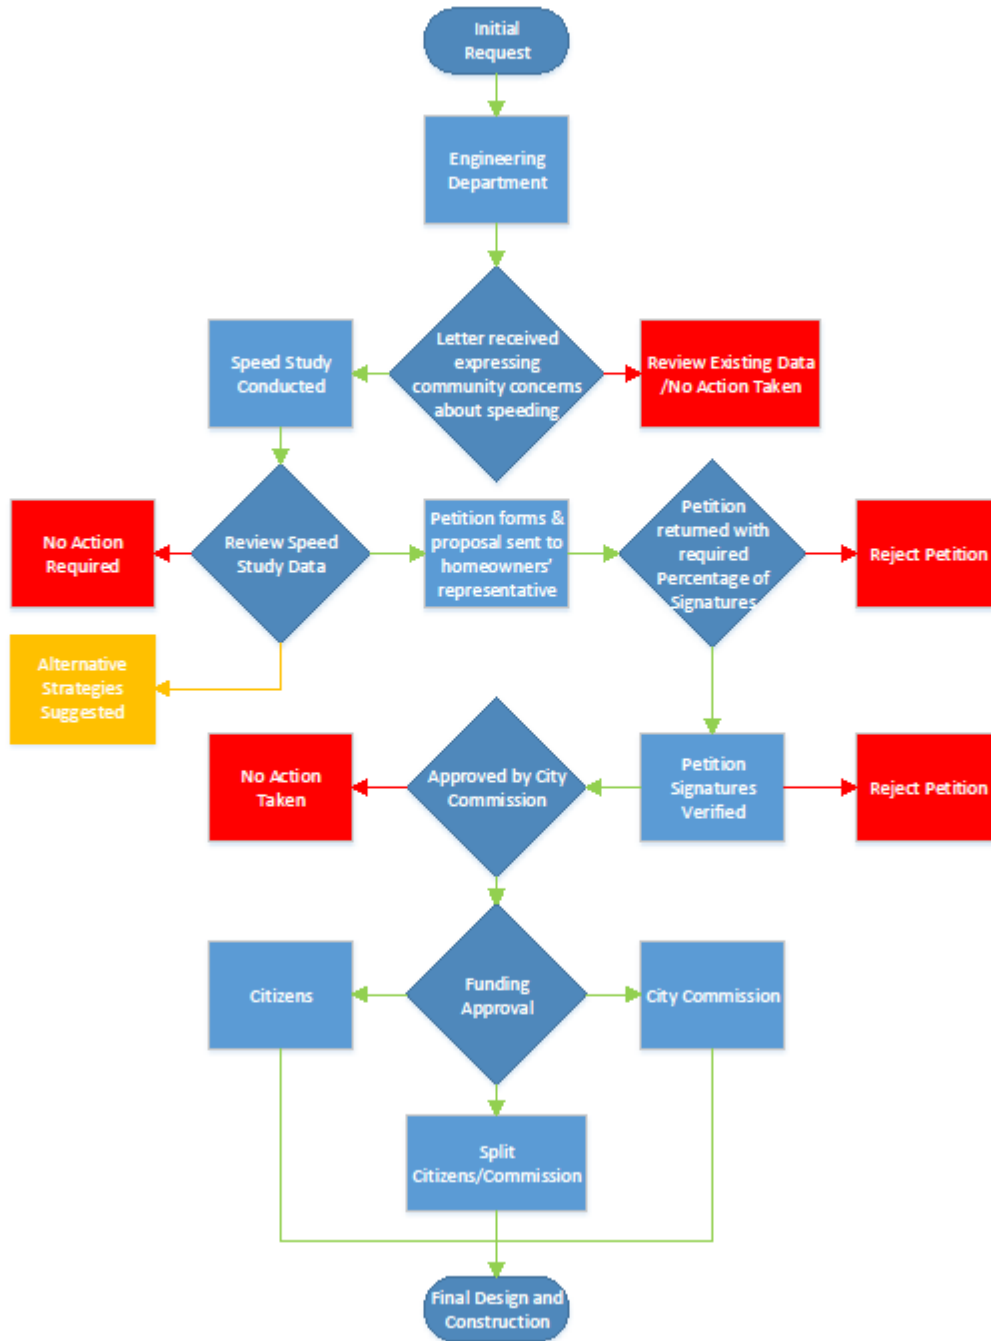 Initial
Request
Engineering
Department
Letter received
expressing
community concerns
about speeding
Speed Study
Conducted
Review Existing Data
/No Action Taken
No Action
Required
Review Speed
Study Data
Petition forms &
proposal sent to
homeowners'
representative
Petition
returned with
required
Percentage of
Signatures
Reject Petition
Alternative
Strategies
Suggested
No Action
Taken
Approved by City
Commission
Petition
Signatures
Verified
Reject Petition
Citizens
Funding
Approval
City Commission
Split
Citizens/Commission
Final Design and
Construction